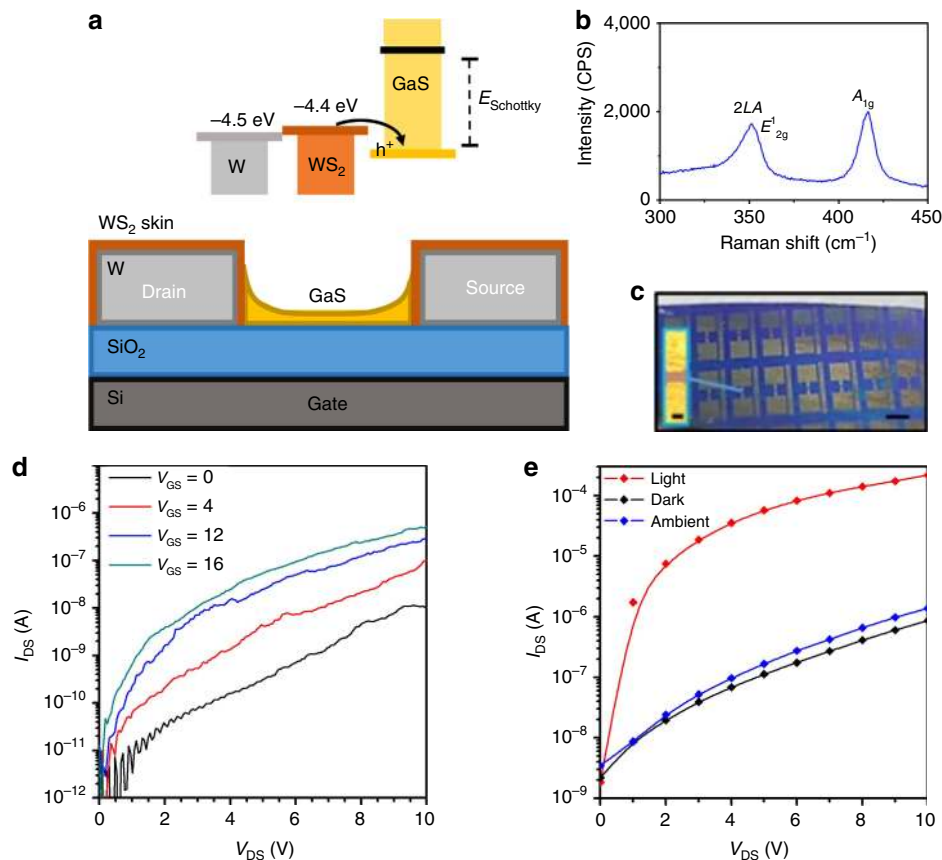 a
GaS
E_Schottky
–4.5 eV
–4.4 eV
h⁺
W
WS₂
WS₂ skin
W
Drain
GaS
Source
SiO₂
Si
Gate
b
Intensity (CPS)
4,000
2,000
0
2LA
E¹₂g
A₁g
300 350 400 450
Raman shift (cm⁻¹)
c
d
I_DS (A)
V_GS = 0
V_GS = 4
V_GS = 12
V_GS = 16
10⁻⁶
10⁻⁷
10⁻⁸
10⁻⁹
10⁻¹⁰
10⁻¹¹
10⁻¹²
0 2 4 6 8 10
V_DS (V)
e
I_DS (A)
Light
Dark
Ambient
10⁻⁴
10⁻⁵
10⁻⁶
10⁻⁷
10⁻⁸
10⁻⁹
0 2 4 6 8 10
V_DS (V)